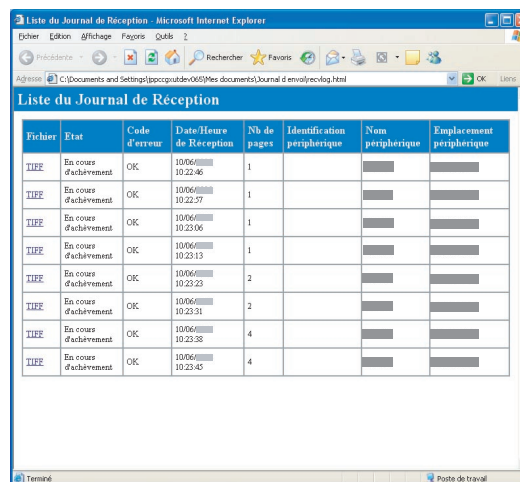 Liste du Journal de Réception - Microsoft Internet Explorer
Fichier Edition Affichage Favoris Outils ?
Précédente Rechercher Favoris
Adresse C:\Documents and Settings\jppccgxutdev065\Mes documents\Journal d envoi\recvlog.html OK Liens
Liste du Journal de Réception
Fichier Etat Code d'erreur Date/Heure de Réception Nb de pages Identification périphérique Nom périphérique Emplacement périphérique
TIFF En cours d'achèvement OK 10/06/ 10:22:46 1
TIFF En cours d'achèvement OK 10/06/ 10:22:57 1
TIFF En cours d'achèvement OK 10/06/ 10:23:06 1
TIFF En cours d'achèvement OK 10/06/ 10:23:13 1
TIFF En cours d'achèvement OK 10/06/ 10:23:23 2
TIFF En cours d'achèvement OK 10/06/ 10:23:31 2
TIFF En cours d'achèvement OK 10/06/ 10:23:38 4
TIFF En cours d'achèvement OK 10/06/ 10:23:45 4
Terminé Poste de travail